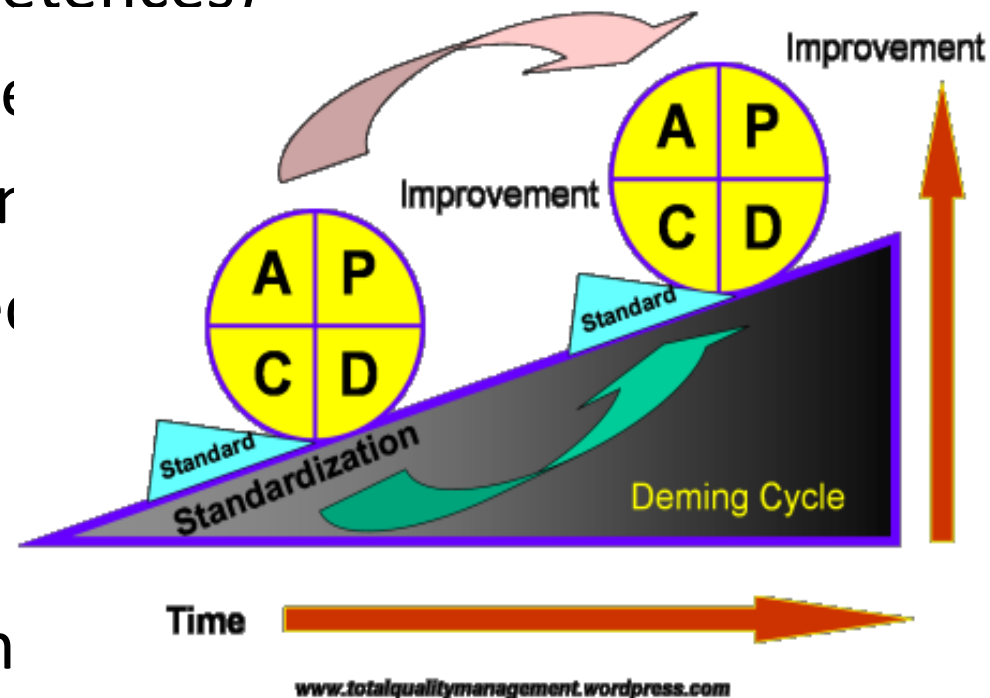 Improvement
A P
C D
Improvement
A P
C D
Standard
Standard
Standardization
Deming Cycle
Time
www.totalqualitymanagement.wordpress.com